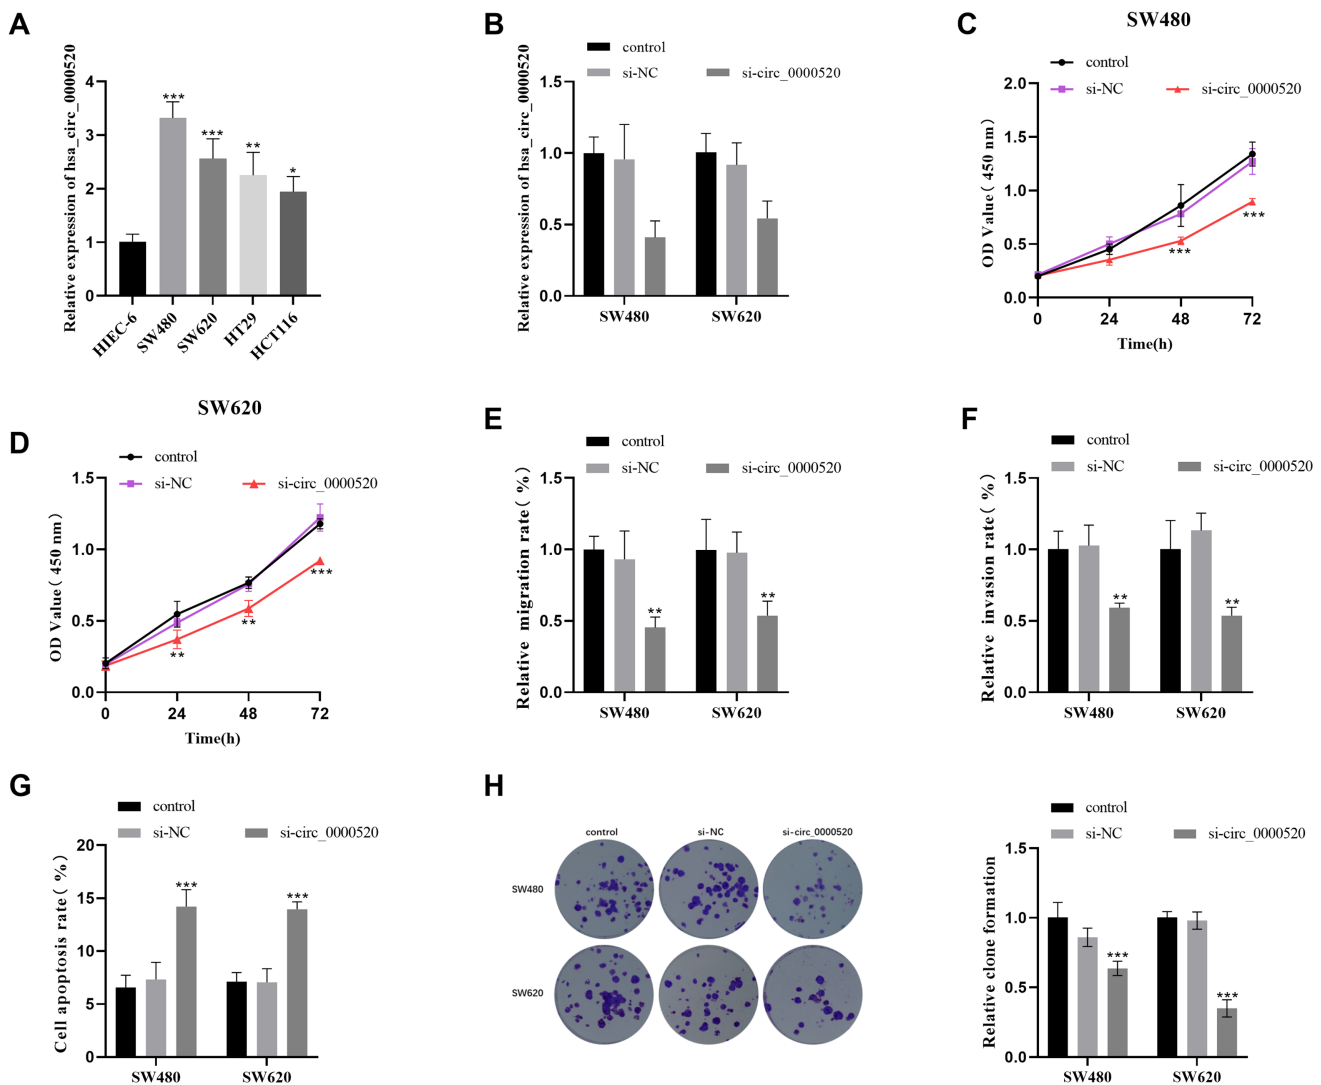 A
Relative expression of hsa_circ_0000520
4
3
2
1
0
***
***
**
*
HIEC-6
SW480
SW620
HT29
HCT116
B
control
si-NC
si-circ_0000520
Relative expression of hsa_circ_0000520
1.5
1.0
0.5
0.0
SW480
SW620
C
SW480
control
si-NC
si-circ_0000520
OD Value( 450 nm)
2.0
1.5
1.0
0.5
0.0
***
***
0
24
48
72
Time(h)
D
SW620
control
si-NC
si-circ_0000520
OD Value( 450 nm)
1.5
1.0
0.5
0.0
**
**
***
0
24
48
72
Time(h)
E
control
si-NC
si-circ_0000520
Relative migration rate( %)
1.5
1.0
0.5
0.0
**
**
SW480
SW620
F
control
si-NC
si-circ_0000520
Relative invasion rate( %)
1.5
1.0
0.5
0.0
**
**
SW480
SW620
G
control
si-NC
si-circ_0000520
Cell apoptosis rate( %)
20
15
10
5
0
***
***
SW480
SW620
H
control
si-NC
si-circ_0000520
SW480
SW620
control
si-NC
si-circ_0000520
Relative clone formation
1.5
1.0
0.5
0.0
***
***
SW480
SW620